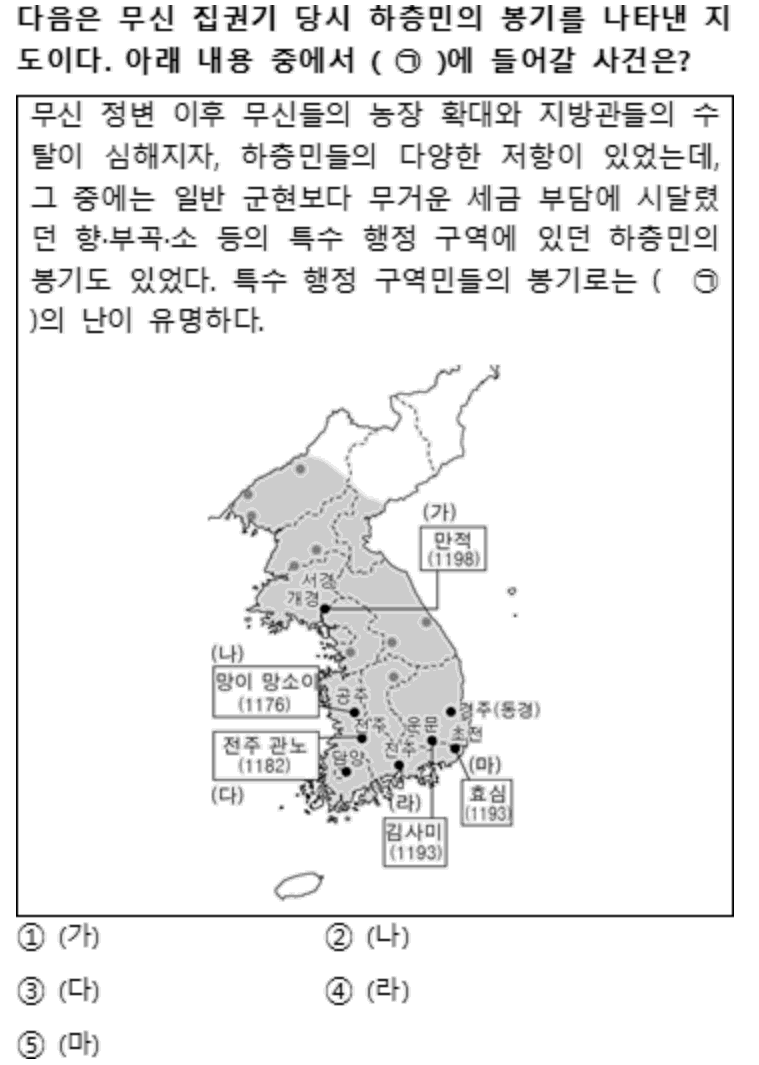 다음은 무신 집권기 당시 하층민의 봉기를 나타낸 지
도이다. 아래 내용 중에서 ( ㉠ )에 들어갈 사건은?
무신 정변 이후 무신들의 농장 확대와 지방관들의 수
탈이 심해지자, 하층민들의 다양한 저항이 있었는데,
그 중에는 일반 군현보다 무거운 세금 부담에 시달렸
던 향·부곡·소 등의 특수 행정 구역에 있던 하층민의
봉기도 있었다. 특수 행정 구역민들의 봉기로는 ( ㉠
)의 난이 유명하다.
(가)
만적
(1198)
서경
개경
(나)
망이 망소이
(1176)
공주
경주(동경)
전주
운문
초전
전주 관노
(1182)
담양
진주
(마)
(다)
(라)
효심
(1193)
김사미
(1193)
① (가) ② (나)
③ (다) ④ (라)
⑤ (마)